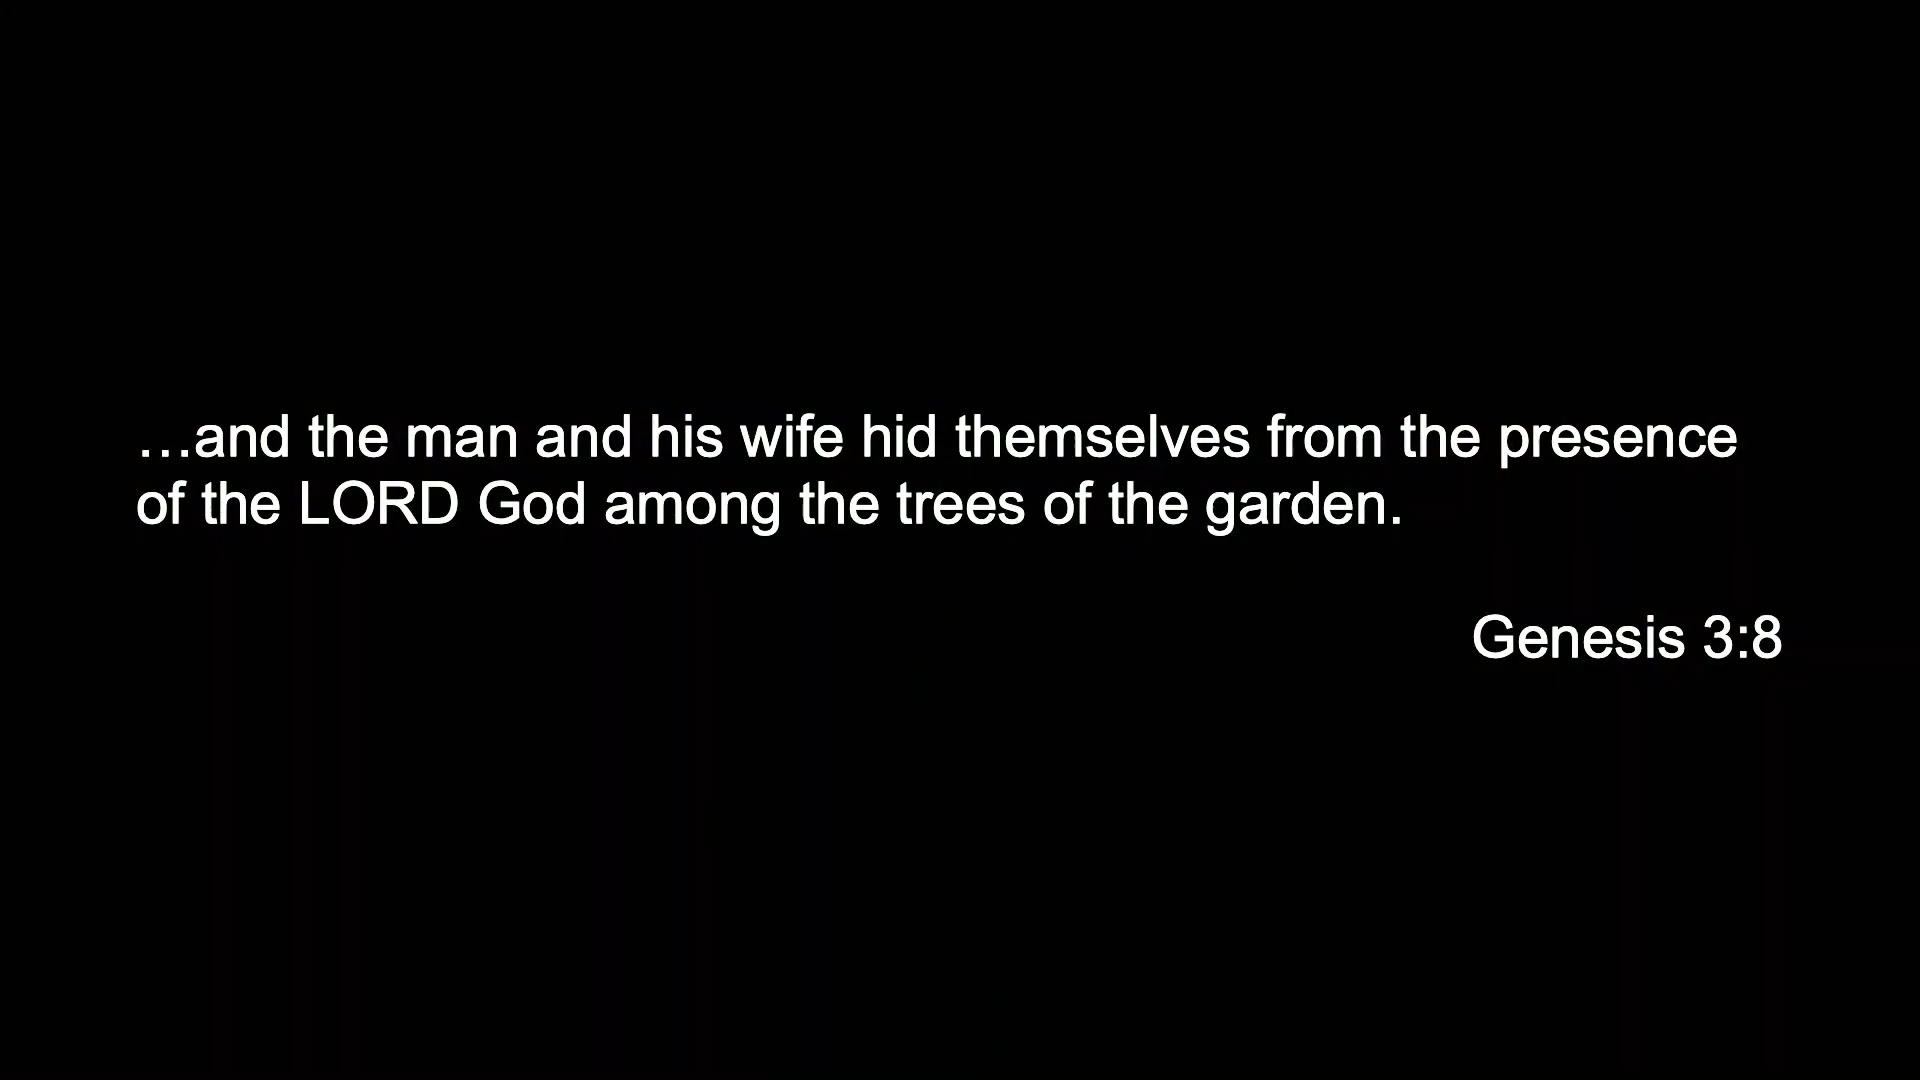 …and the man and his wife hid themselves from the presence
of the LORD God among the trees of the garden.
Genesis 3:8